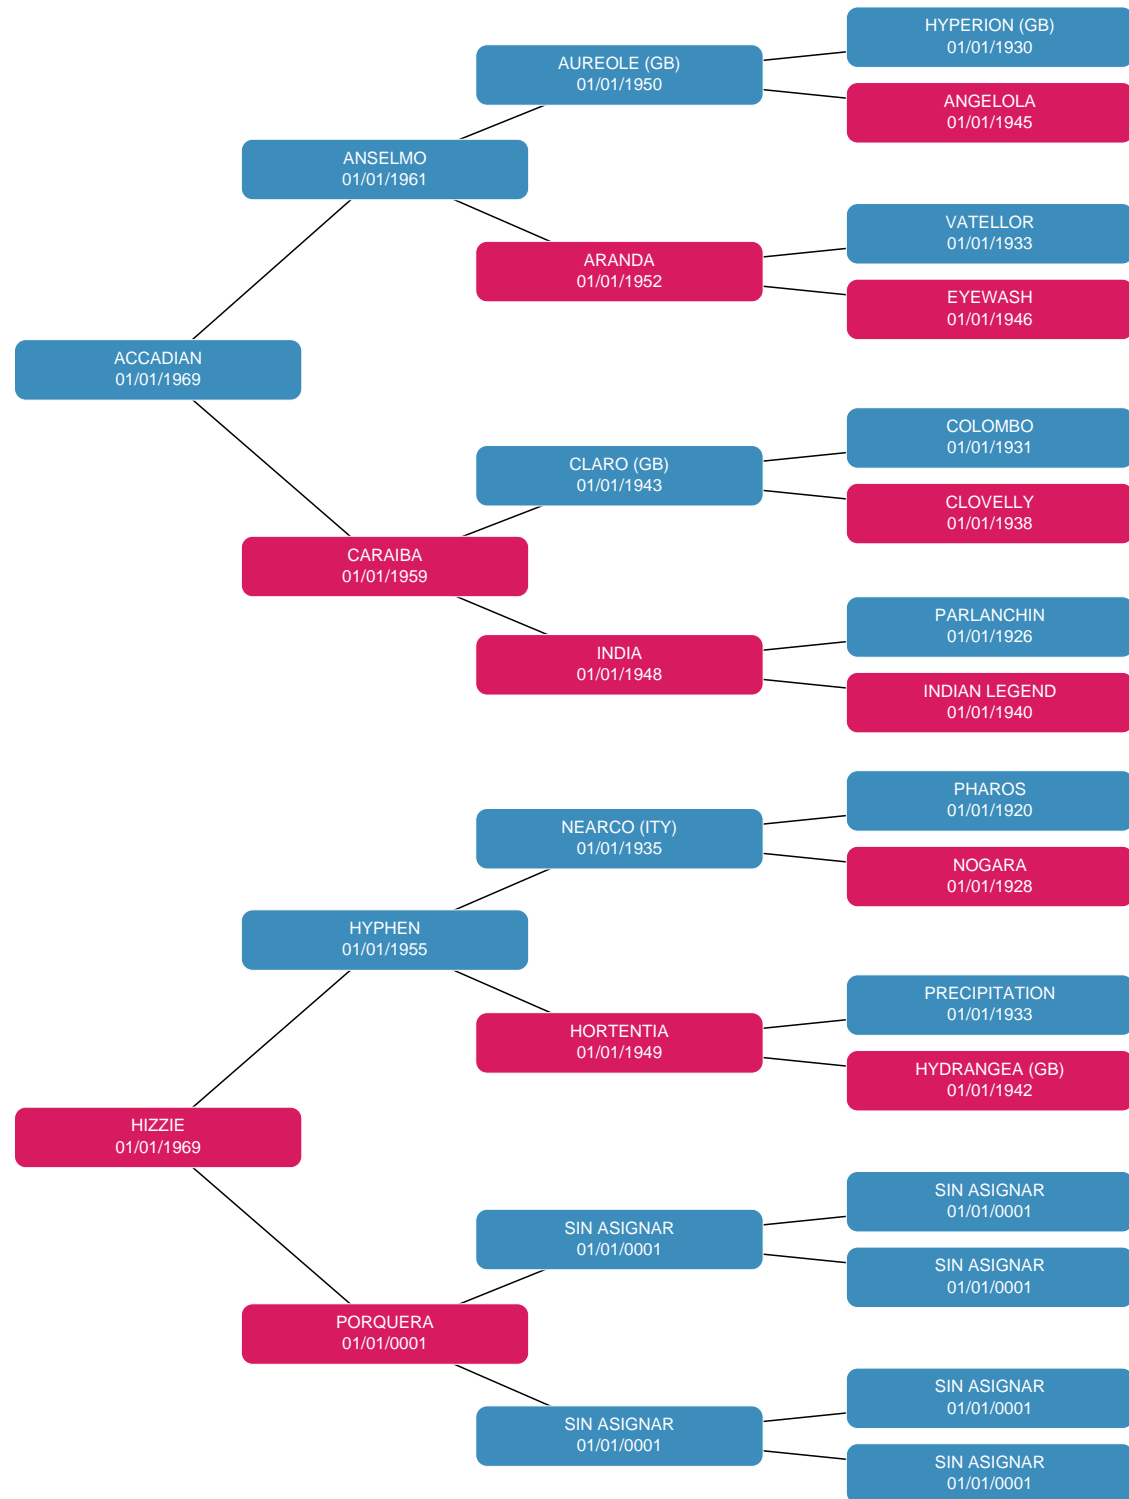 HYPERION (GB)
01/01/1930
AUREOLE (GB)
01/01/1950
ANGELOLA
01/01/1945
ANSELMO
01/01/1961
VATELLOR
01/01/1933
ARANDA
01/01/1952
EYEWASH
01/01/1946
ACCADIAN
01/01/1969
COLOMBO
01/01/1931
CLARO (GB)
01/01/1943
CLOVELLY
01/01/1938
CARAIBA
01/01/1959
PARLANCHIN
01/01/1926
INDIA
01/01/1948
INDIAN LEGEND
01/01/1940
PHAROS
01/01/1920
NEARCO (ITY)
01/01/1935
NOGARA
01/01/1928
HYPHEN
01/01/1955
PRECIPITATION
01/01/1933
HORTENTIA
01/01/1949
HYDRANGEA (GB)
01/01/1942
HIZZIE
01/01/1969
SIN ASIGNAR
01/01/0001
SIN ASIGNAR
01/01/0001
SIN ASIGNAR
01/01/0001
PORQUERA
01/01/0001
SIN ASIGNAR
01/01/0001
SIN ASIGNAR
01/01/0001
SIN ASIGNAR
01/01/0001